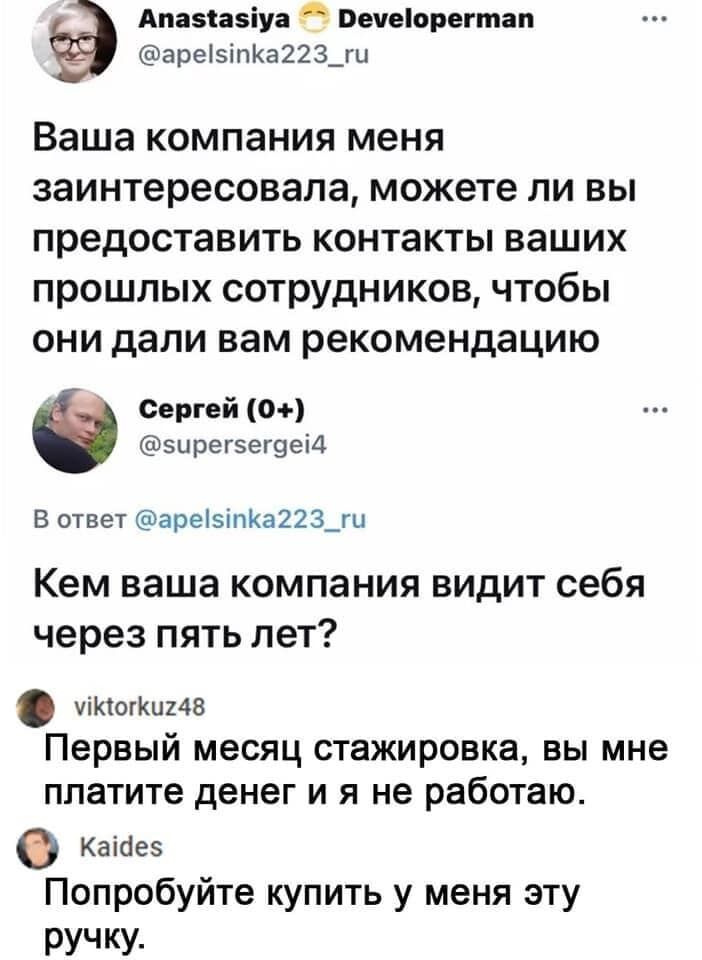 Anastasiya 😷 Developerman
@apelsinka223_ru
Ваша компания меня
заинтересовала, можете ли вы
предоставить контакты ваших
прошлых сотрудников, чтобы
они дали вам рекомендацию
Сергей (0+)
@supersergei4
В ответ @apelsinka223_ru
Кем ваша компания видит себя
через пять лет?
viktorkuz48
Первый месяц стажировка, вы мне
платите денег и я не работаю.
Kaides
Попробуйте купить у меня эту
ручку.